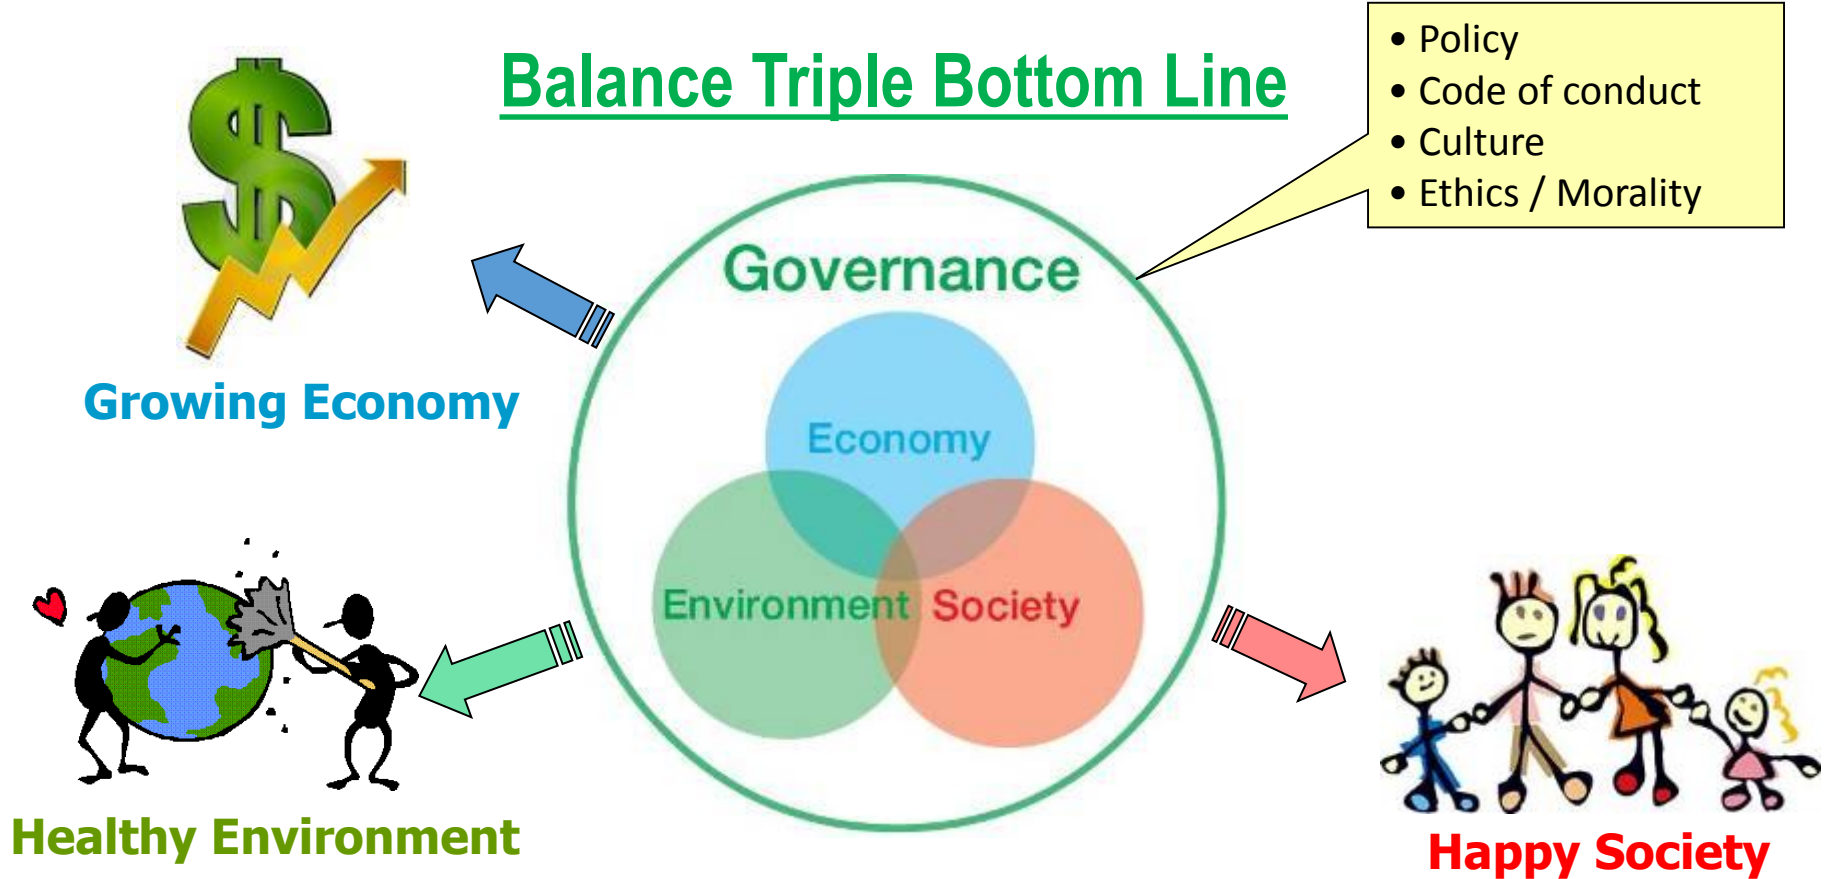 Balance Triple Bottom Line
• Policy
• Code of conduct
• Culture
• Ethics / Morality
Governance
Growing Economy
Economy
Environment
Society
Healthy Environment
Happy Society